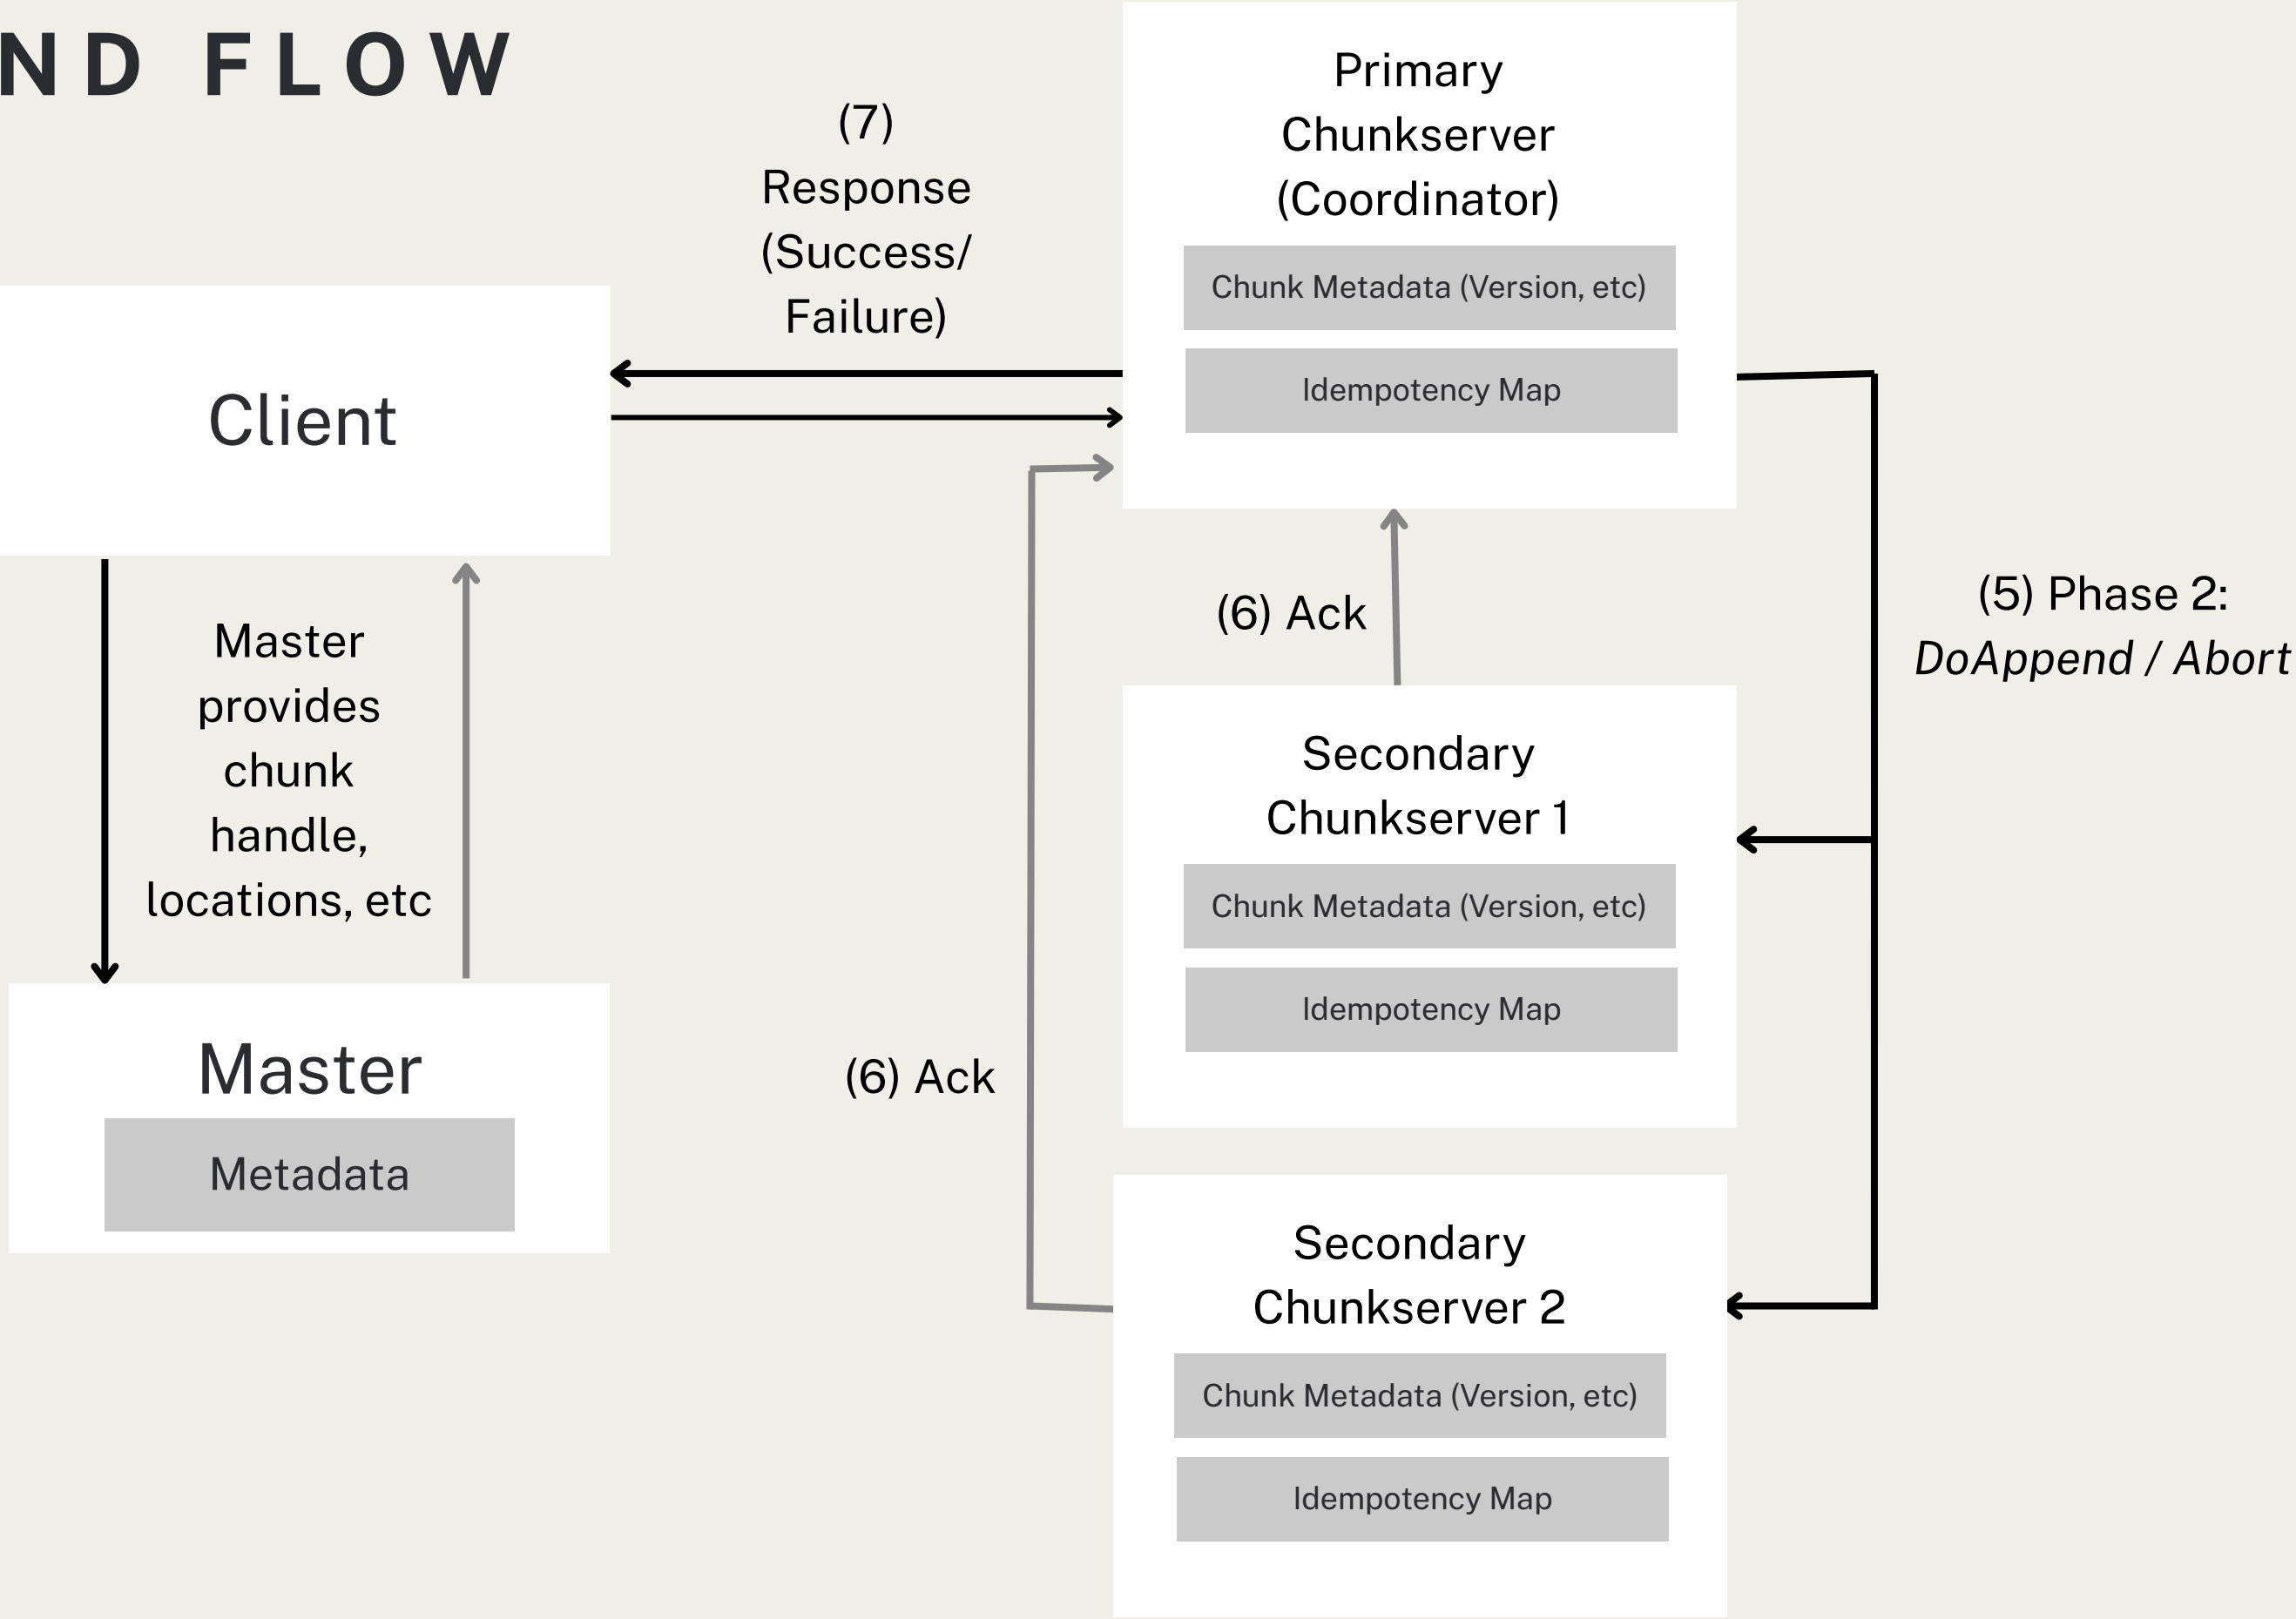 ND FLOW
(7)
Response
(Success/
Failure)
Primary
Chunkserver
(Coordinator)
Chunk Metadata (Version, etc)
Idempotency Map
Client
Master
provides
chunk
handle,
locations, etc
(6) Ack
(5) Phase 2:
DoAppend / Abort
Secondary
Chunkserver 1
Chunk Metadata (Version, etc)
Idempotency Map
Master
Metadata
(6) Ack
Secondary
Chunkserver 2
Chunk Metadata (Version, etc)
Idempotency Map